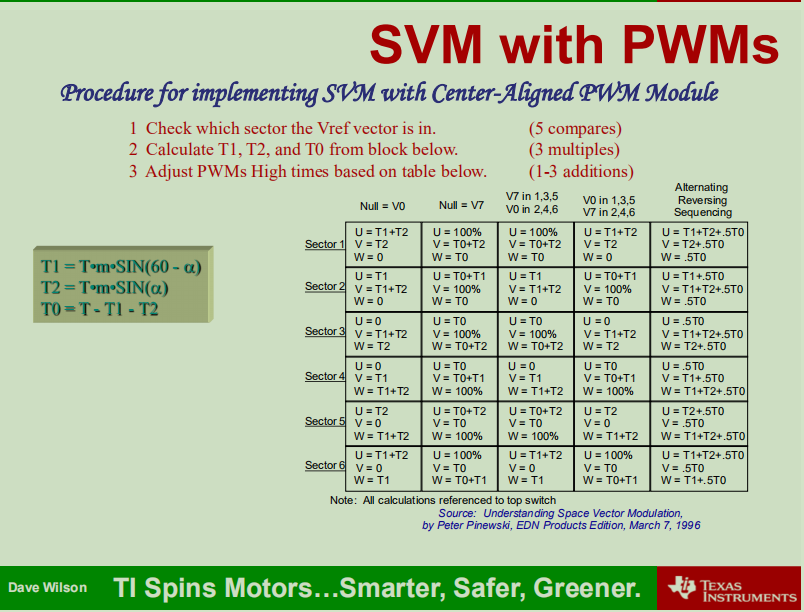 SVM with PWMs
Procedure for implementing SVM with Center-Aligned PWM Module
1 Check which sector the Vref vector is in. (5 compares)
2 Calculate T1, T2, and T0 from block below. (3 multiples)
3 Adjust PWMs High times based on table below. (1-3 additions)
T1 = T•m•SIN(60 - α)
T2 = T•m•SIN(α)
T0 = T - T1 - T2
Null = V0
Null = V7
V7 in 1,3,5
V0 in 2,4,6
V0 in 1,3,5
V7 in 2,4,6
Alternating
Reversing
Sequencing
Sector 1
U = T1+T2 U = 100% U = 100% U = T1+T2 U = T1+T2+.5T0
V = T2 V = T0+T2 V = T0+T2 V = T2 V = T2+.5T0
W = 0 W = T0 W = T0 W = 0 W = .5T0
Sector 2
U = T1 U = T0+T1 U = T1 U = T0+T1 U = T1+.5T0
V = T1+T2 V = 100% V = T1+T2 V = 100% V = T1+T2+.5T0
W = 0 W = T0 W = 0 W = T0 W = .5T0
Sector 3
U = 0 U = T0 U = T0 U = 0 U = .5T0
V = T1+T2 V = 100% V = 100% V = T1+T2 V = T1+T2+.5T0
W = T2 W = T0+T2 W = T0+T2 W = T2 W = T2+.5T0
Sector 4
U = 0 U = T0 U = 0 U = T0 U = .5T0
V = T1 V = T0+T1 V = T1 V = T0+T1 V = T1+.5T0
W = T1+T2 W = 100% W = T1+T2 W = 100% W = T1+T2+.5T0
Sector 5
U = T2 U = T0+T2 U = T0+T2 U = T2 U = T2+.5T0
V = 0 V = T0 V = T0 V = 0 V = .5T0
W = T1+T2 W = 100% W = 100% W = T1+T2 W = T1+T2+.5T0
Sector 6
U = T1+T2 U = 100% U = T1+T2 U = 100% U = T1+T2+.5T0
V = 0 V = T0 V = 0 V = T0 V = .5T0
W = T1 W = T0+T1 W = T1 W = T0+T1 W = T1+.5T0
Note: All calculations referenced to top switch
Source: Understanding Space Vector Modulation,
by Peter Pinewski, EDN Products Edition, March 7, 1996
Dave Wilson
TI Spins Motors…Smarter, Safer, Greener.
TEXAS
INSTRUMENTS